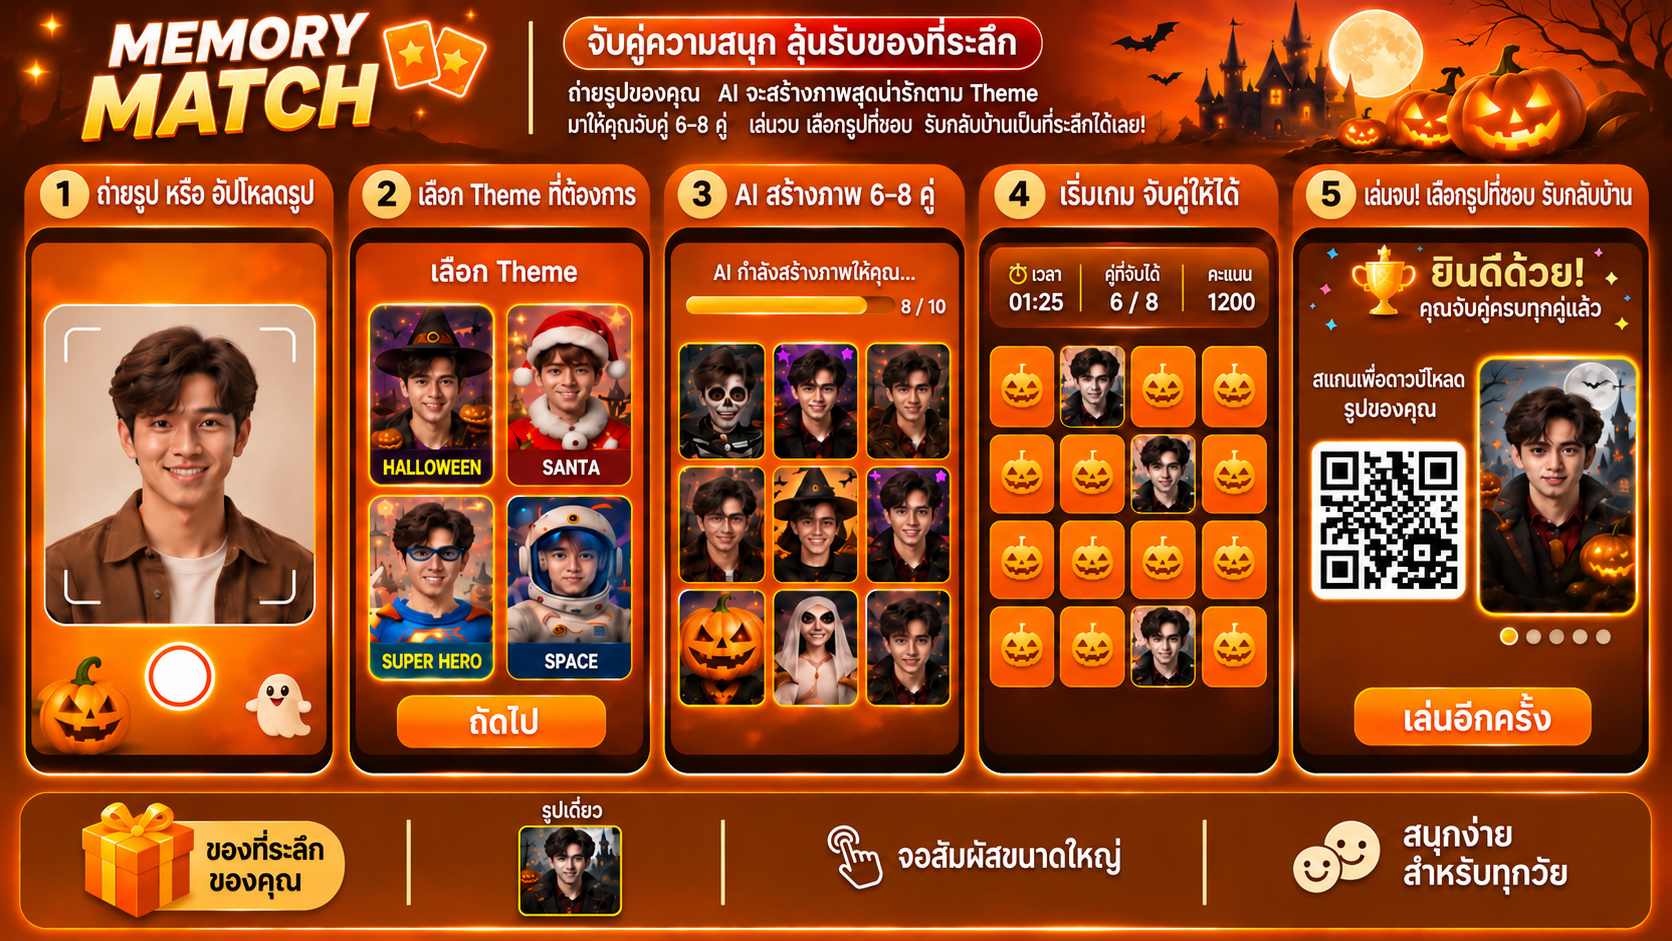 MEMORY
MATCH
จับคู่ความสนุก ลุ้นรับของที่ระลึก
ถ่ายรูปของคุณ AI จะสร้างภาพสุดน่ารักตาม Theme
มาให้คุณจับคู่ 6-8 คู่ เล่นวบ เลือกรูปที่ชอบ รับกลับบ้านเป็นที่ระลึกได้เลย!
1 ถ่ายรูป หรือ อัปโหลดรูป
2 เลือก Theme ที่ต้องการ
เลือก Theme
HALLOWEEN
SANTA
SUPER HERO
SPACE
ถัดไป
3 AI สร้างภาพ 6-8 คู่
AI กำลังสร้างภาพให้คุณ...
8 / 10
4 เริ่มเกม จับคู่ให้ได้
เวลา คู่ที่จับได้ คะแนน
01:25 6 / 8 1200
5 เล่นจบ! เลือกรูปที่ชอบ รับกลับบ้าน
ยินดีด้วย!
คุณจับคู่ครบทุกคู่แล้ว
สแกนเพื่อดาวน์โหลด
รูปของคุณ
เล่นอีกครั้ง
ของที่ระลึก
ของคุณ
รูปเดี่ยว
จอสัมผัสขนาดใหญ่
สนุกง่าย
สำหรับทุกวัย